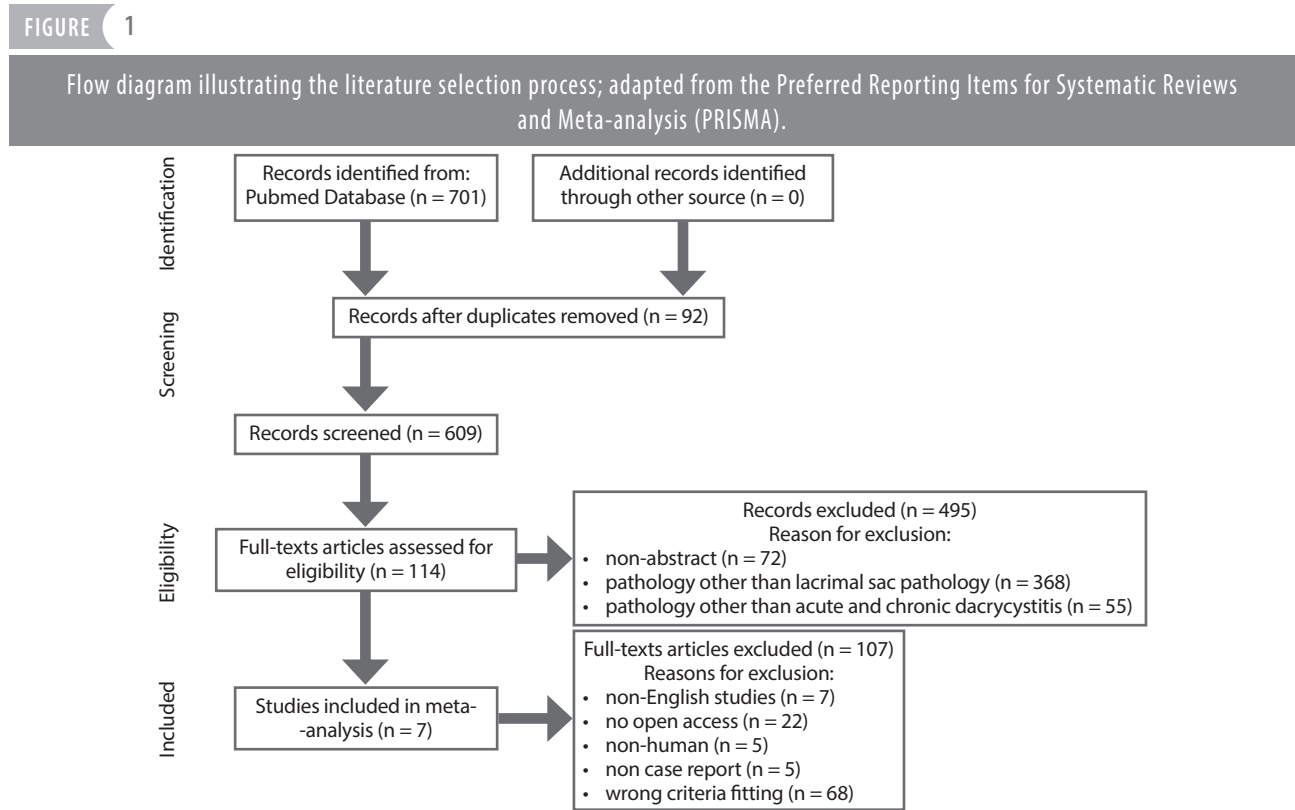 FIGURE 1
Flow diagram illustrating the literature selection process; adapted from the Preferred Reporting Items for Systematic Reviews
and Meta-analysis (PRISMA).
Identification
Records identified from:
Pubmed Database (n = 701)
Additional records identified
through other source (n = 0)
Screening
Records after duplicates removed (n = 92)
Records screened (n = 609)
Eligibility
Full-texts articles assessed for
eligibility (n = 114)
Records excluded (n = 495)
Reason for exclusion:
• non-abstract (n = 72)
• pathology other than lacrimal sac pathology (n = 368)
• pathology other than acute and chronic dacrycystitis (n = 55)
Included
Studies included in meta-
-analysis (n = 7)
Full-texts articles excluded (n = 107)
Reasons for exclusion:
• non-English studies (n = 7)
• no open access (n = 22)
• non-human (n = 5)
• non case report (n = 5)
• wrong criteria fitting (n = 68)